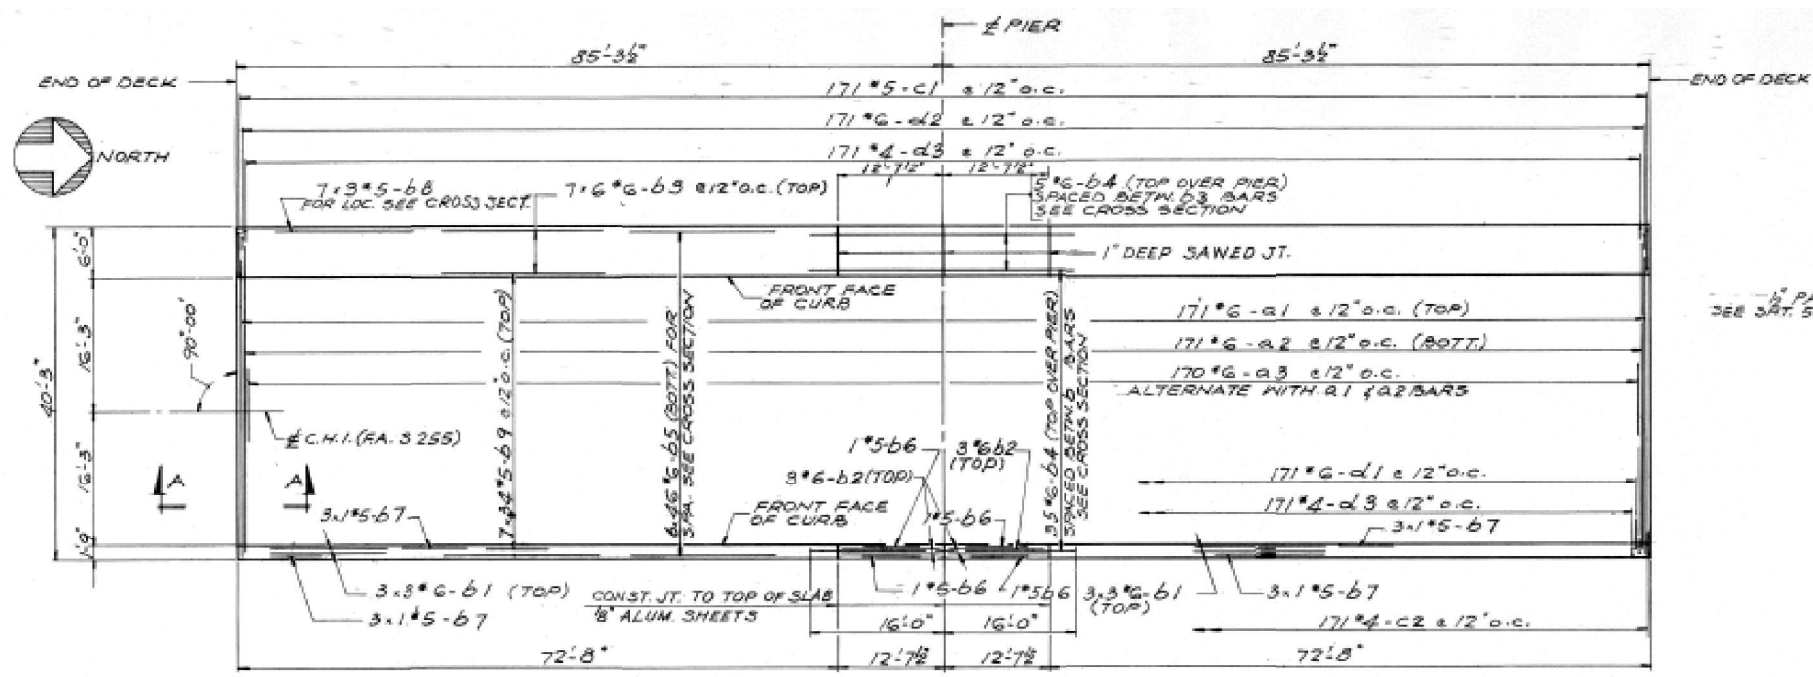 ℄ PIER
85'-3½"
85'-3½"
END OF DECK
END OF DECK
171 #5-c1 @ 12" o.c.
171 #6-d2 @ 12" o.c.
NORTH
171 #4-d3 @ 12" o.c.
12'-7½"
12'-7½"
7×3 #5-b8
FOR LOC. SEE CROSS SECT.
7×6 #6-b3 @ 12" o.c. (TOP)
5 #6-b4 (TOP OVER PIER)
SPACED BETW. b3 BARS
SEE CROSS SECTION
6'-0"
1" DEEP SAWED JT.
FRONT FACE
OF CURB
40'-3"
16'-3"
90°-00'
7×34 #5-b9 @ 12" o.c. (TOP)
6×46 #6-b5 (BOTT.) FOR
SPA. SEE CROSS SECTION
35 #6-b4 (TOP OVER PIER)
SPACED BETW. b BARS
SEE CROSS SECTION
171 #6-a1 @ 12" o.c. (TOP)
SEE SAT. S
171 #6-a2 @ 12" o.c. (BOTT.)
170 #6-a3 @ 12" o.c.
ALTERNATE WITH a1 & a2 BARS
℄ C.H.I. (F.A. 3255)
16'-3"
A
A
1 #5-b6
3 #6 b2
(TOP)
3 #6-b2 (TOP)
171 #6-d1 @ 12" o.c.
FRONT FACE
OF CURB
1 #5-b6
171 #4-d3 @ 12" o.c.
3×1 #5-b7
3×1 #5-b7
1'-9"
3×3 #6-b1 (TOP)
3×1 #5-b7
CONST. JT. TO TOP OF SLAB
⅛" ALUM. SHEETS
1 #5-b6
1 #5 b6
3×3 #6-b1
(TOP)
3×1 #5-b7
16'-0"
16'-0"
171 #4-c2 @ 12" o.c.
72'-8"
12'-7½
12'-7½
72'-8"